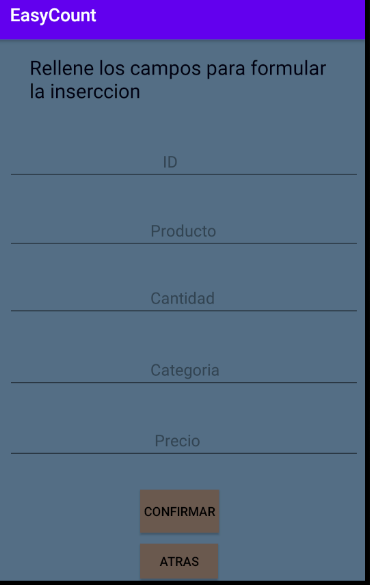 EasyCount
Rellene los campos para formular
la inserccion
ID
Producto
Cantidad
Categoria
Precio
CONFIRMAR
ATRAS